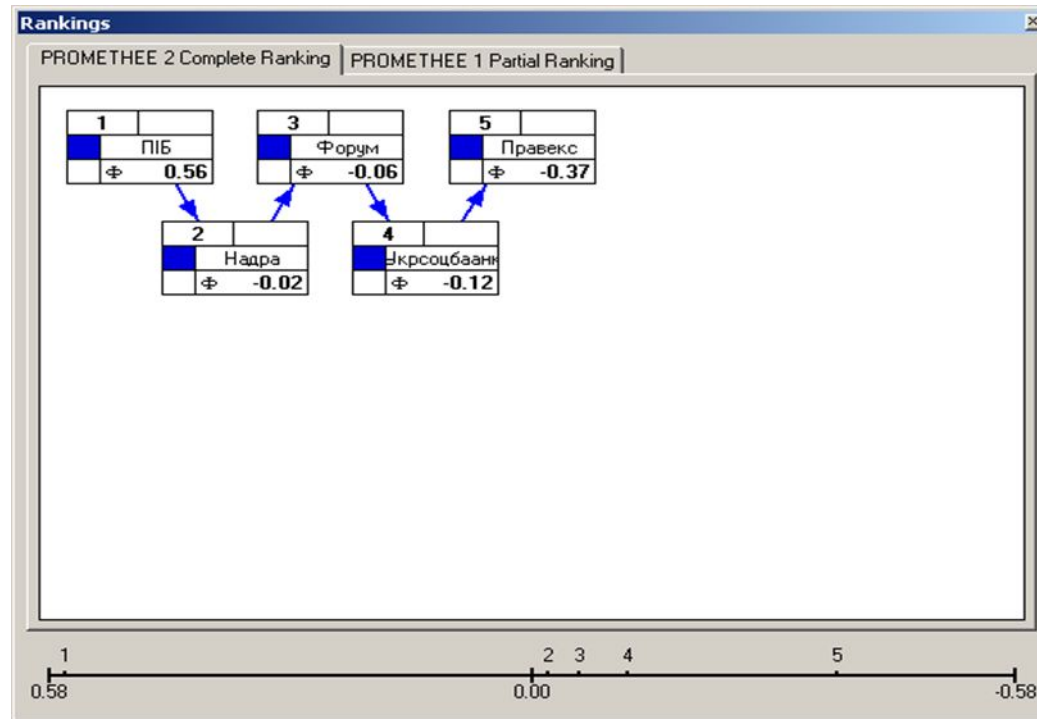 Rankings
PROMETHEE 2 Complete Ranking PROMETHEE 1 Partial Ranking
1
ПІБ
Φ 0.56
3
Форум
Φ -0.06
5
Правекс
Φ -0.37
2
Надра
Φ -0.02
4
Укрсоцбаанк
Φ -0.12
1 2 3 4 5
0.58 0.00 -0.58